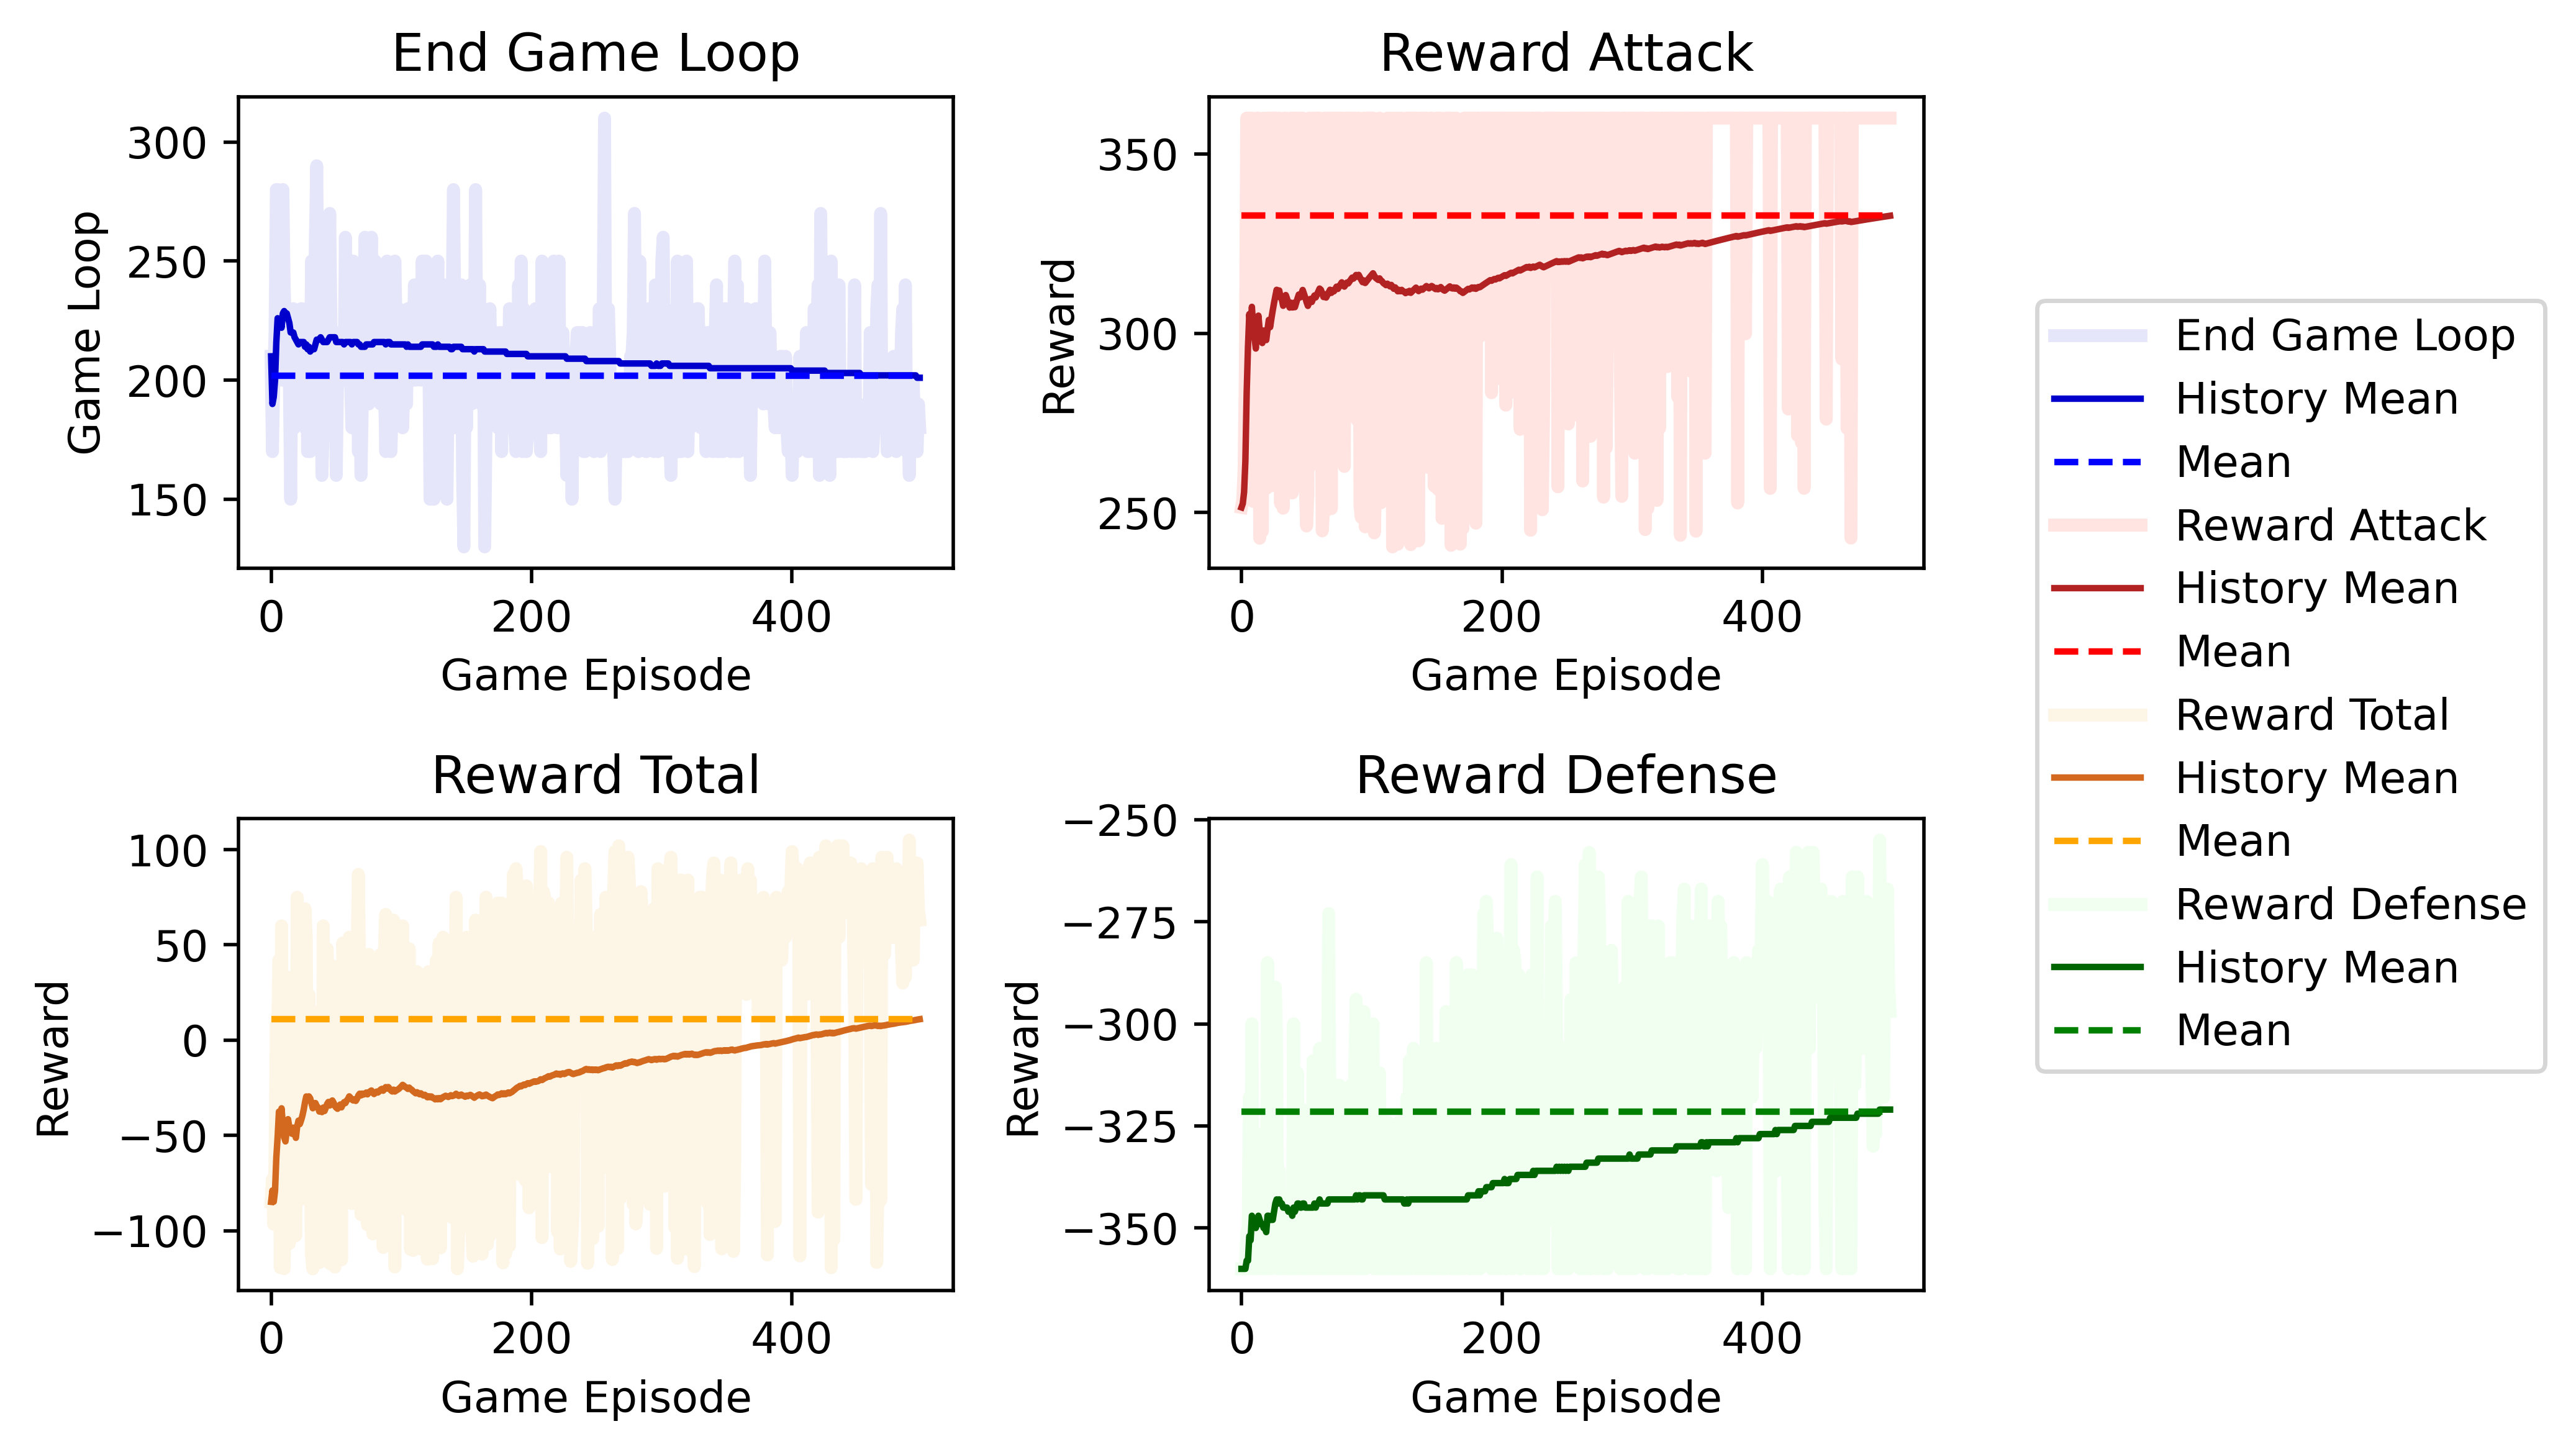 End Game Loop
300
250
200
150
Game Loop
0 200 400
Game Episode
Reward Attack
350
300
250
Reward
0 200 400
Game Episode
Reward Total
100
50
0
−50
−100
Reward
0 200 400
Game Episode
Reward Defense
−250
−275
−300
−325
−350
Reward
0 200 400
Game Episode
End Game Loop
History Mean
Mean
Reward Attack
History Mean
Mean
Reward Total
History Mean
Mean
Reward Defense
History Mean
Mean